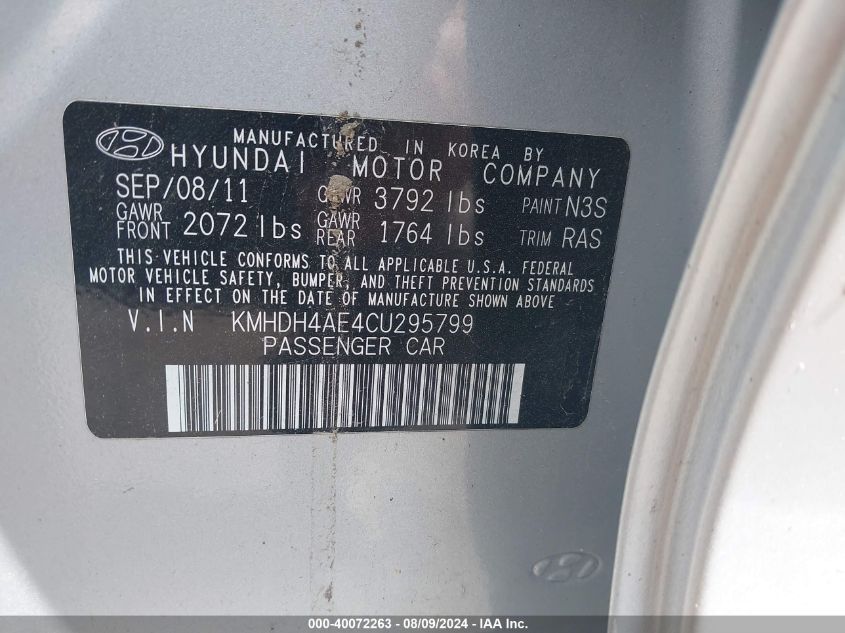 MANUFACTURED IN KOREA BY
HYUNDAI MOTOR COMPANY
SEP/08/11 GVWR 3792 lbs PAINT N3S
GAWR FRONT 2072 lbs GAWR REAR 1764 lbs TRIM RAS
THIS VEHICLE CONFORMS TO ALL APPLICABLE U.S.A. FEDERAL
MOTOR VEHICLE SAFETY, BUMPER, AND THEFT PREVENTION STANDARDS
IN EFFECT ON THE DATE OF MANUFACTURE SHOWN ABOVE
V.I.N KMHDH4AE4CU295799
PASSENGER CAR
000-40072263 - 08/09/2024 - IMPACT Auctions, INC.